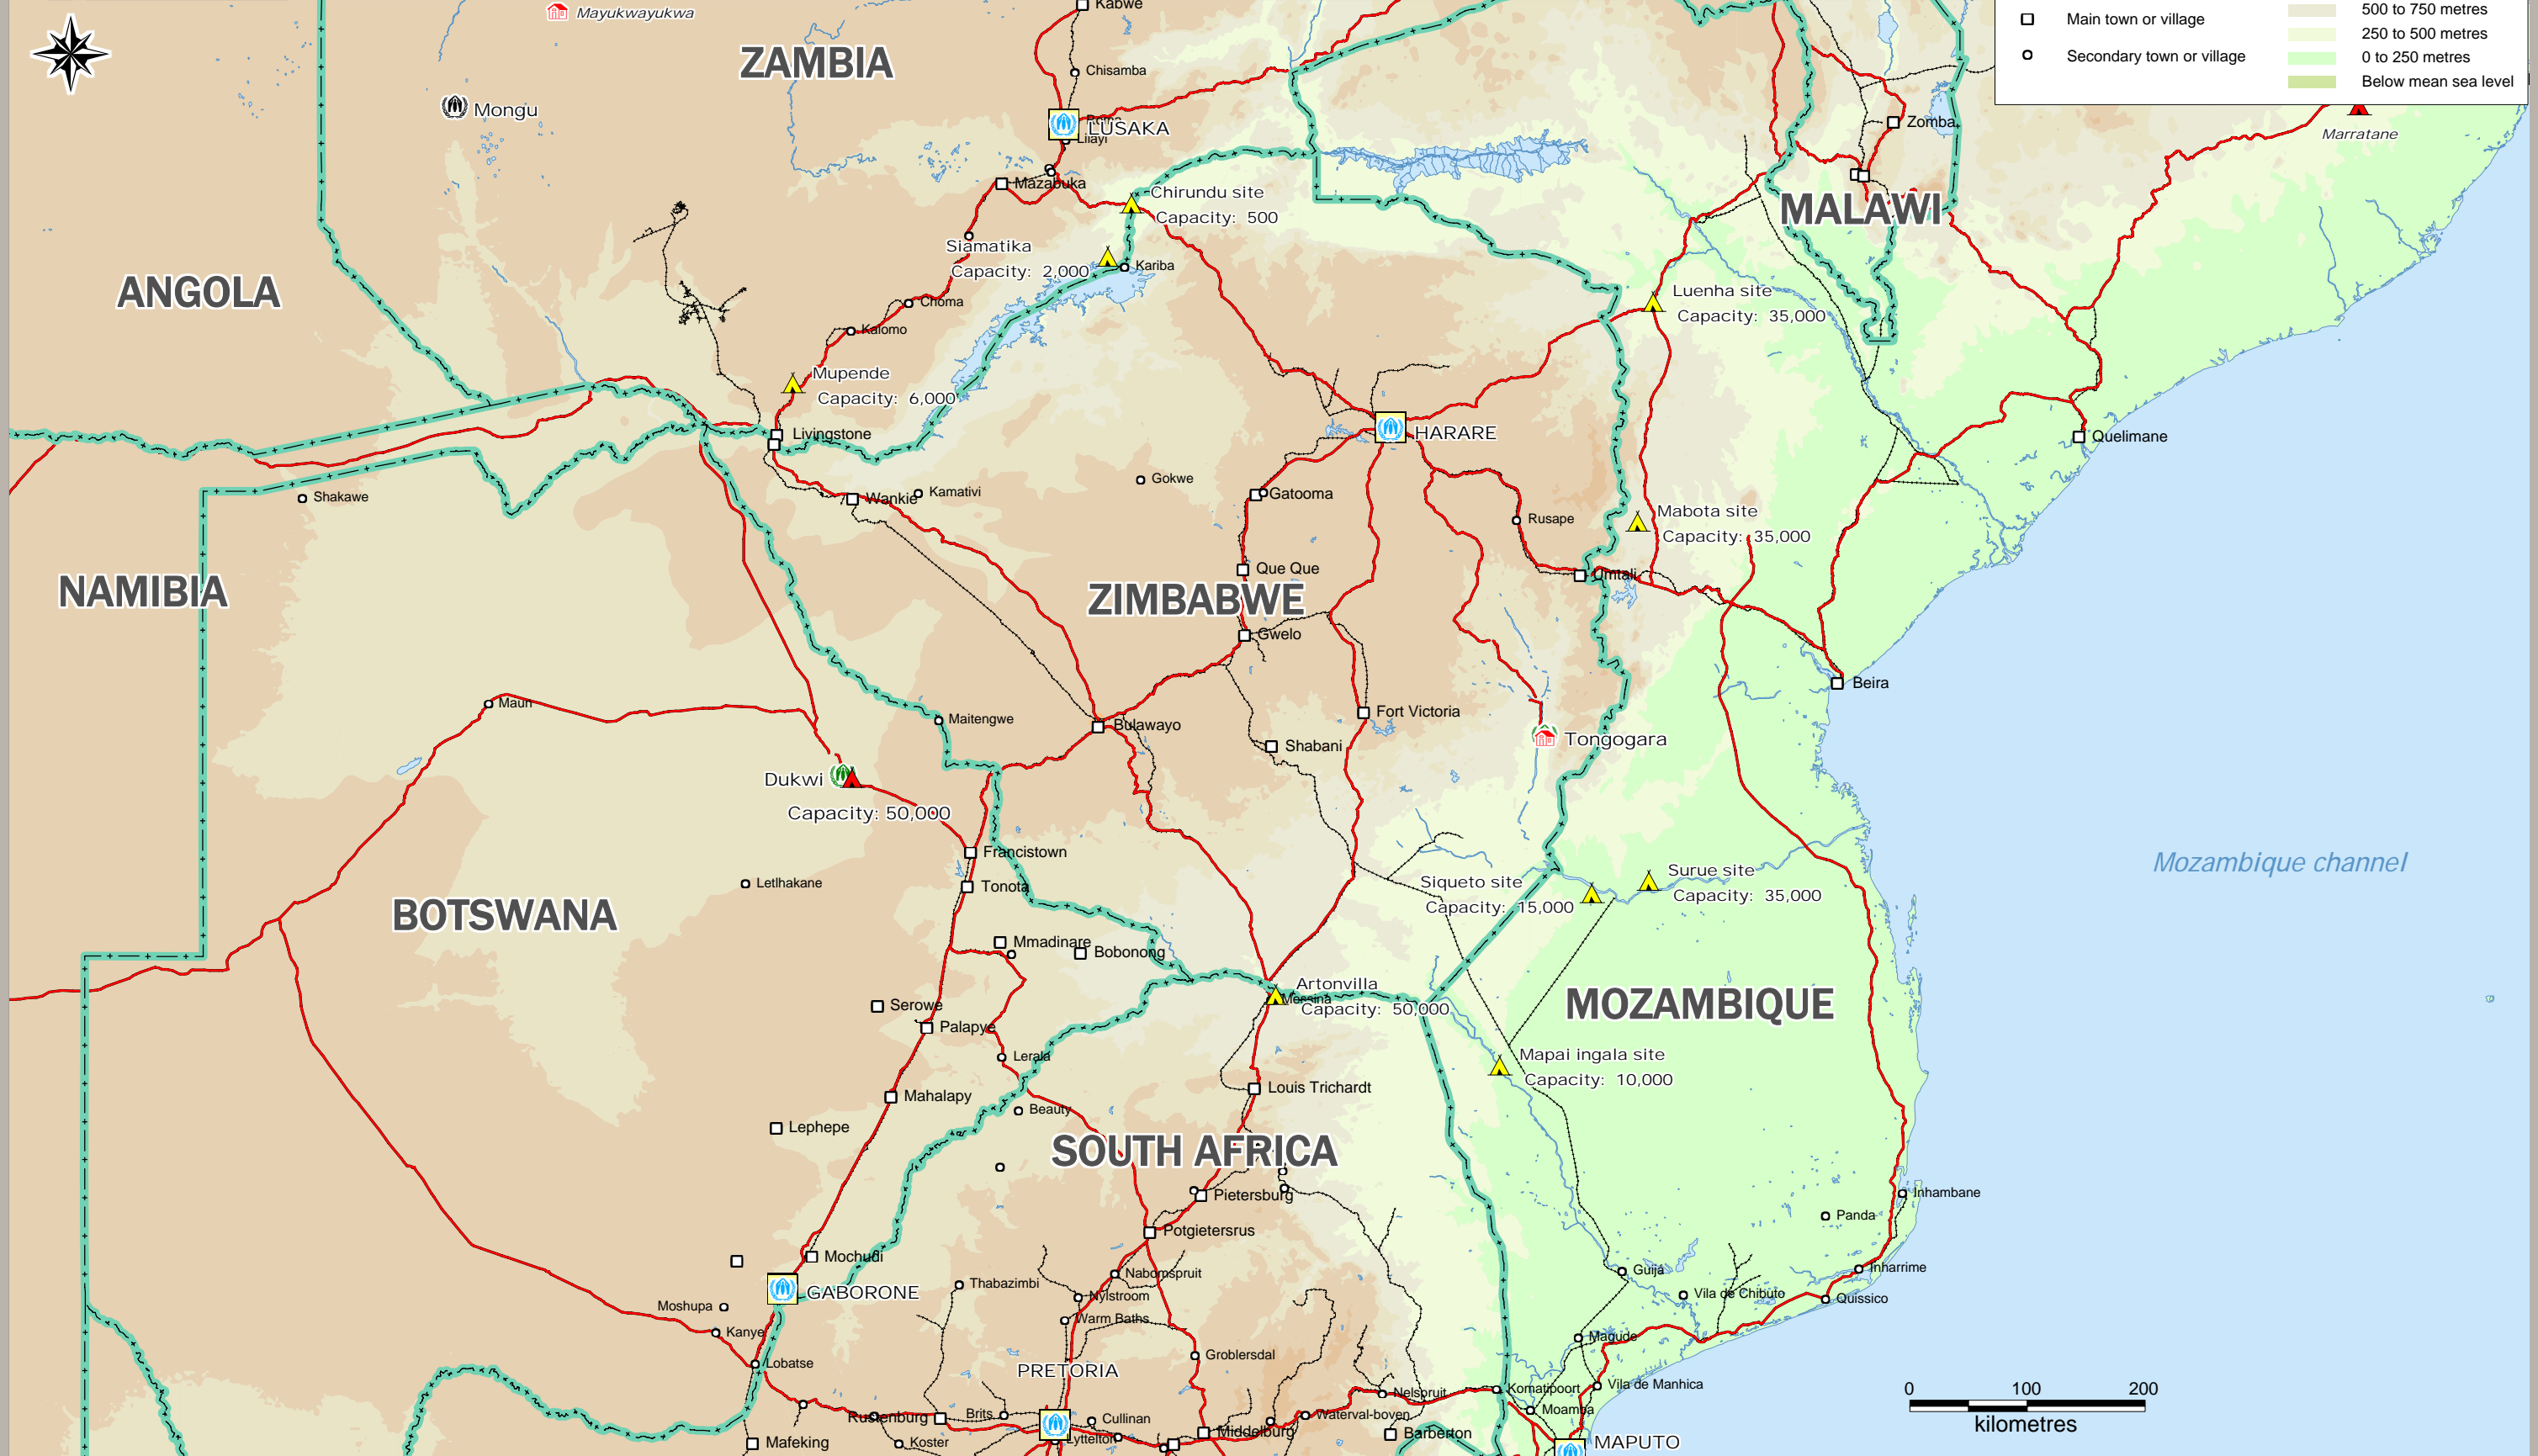 Mayukwayukwa
Kabwe
500 to 750 metres
Main town or village
250 to 500 metres
Secondary town or village
0 to 250 metres
Below mean sea level
ZAMBIA
Chisamba
Mongu
LUSAKA
Lilayi
Zomba
Marratane
Mazabuka
Chirundu site
Capacity: 500
MALAWI
Siamatika
Capacity: 2,000
Kariba
ANGOLA
Choma
Kalomo
Luenha site
Capacity: 35,000
Mupende
Capacity: 6,000
Livingstone
HARARE
Quelimane
Shakawe
Wankie
Kamativi
Gokwe
Gatooma
Rusape
Mabota site
Capacity: 35,000
Que Que
Umtali
NAMIBIA
ZIMBABWE
Gwelo
Beira
Maun
Maitengwe
Bulawayo
Fort Victoria
Shabani
Tongogara
Dukwi
Capacity: 50,000
Francistown
Tonota
Letlhakane
Mozambique channel
Siqueto site
Capacity: 15,000
Surue site
Capacity: 35,000
BOTSWANA
Mmadinare
Bobonong
Artonvilla
Messina
Capacity: 50,000
MOZAMBIQUE
Serowe
Palapye
Lerala
Mapai ingala site
Capacity: 10,000
Louis Trichardt
Mahalapy
Beauty
Lephepe
SOUTH AFRICA
Pietersburg
Inhambane
Panda
Potgietersrus
Mochudi
Nabomspruit
Guijá
Inharrime
GABORONE
Thabazimbi
Nylstroom
Vila de Chibuto
Quissico
Moshupa
Warm Baths
Kanye
Magude
Lobatse
Groblersdal
PRETORIA
Nelspruit
Komatipoort
Vila de Manhica
0 100 200
kilometres
Rustenburg
Brits
Cullinan
Waterval-boven
Moamba
Mafeking
Koster
Lyttelton
Middelburg
Barberton
MAPUTO